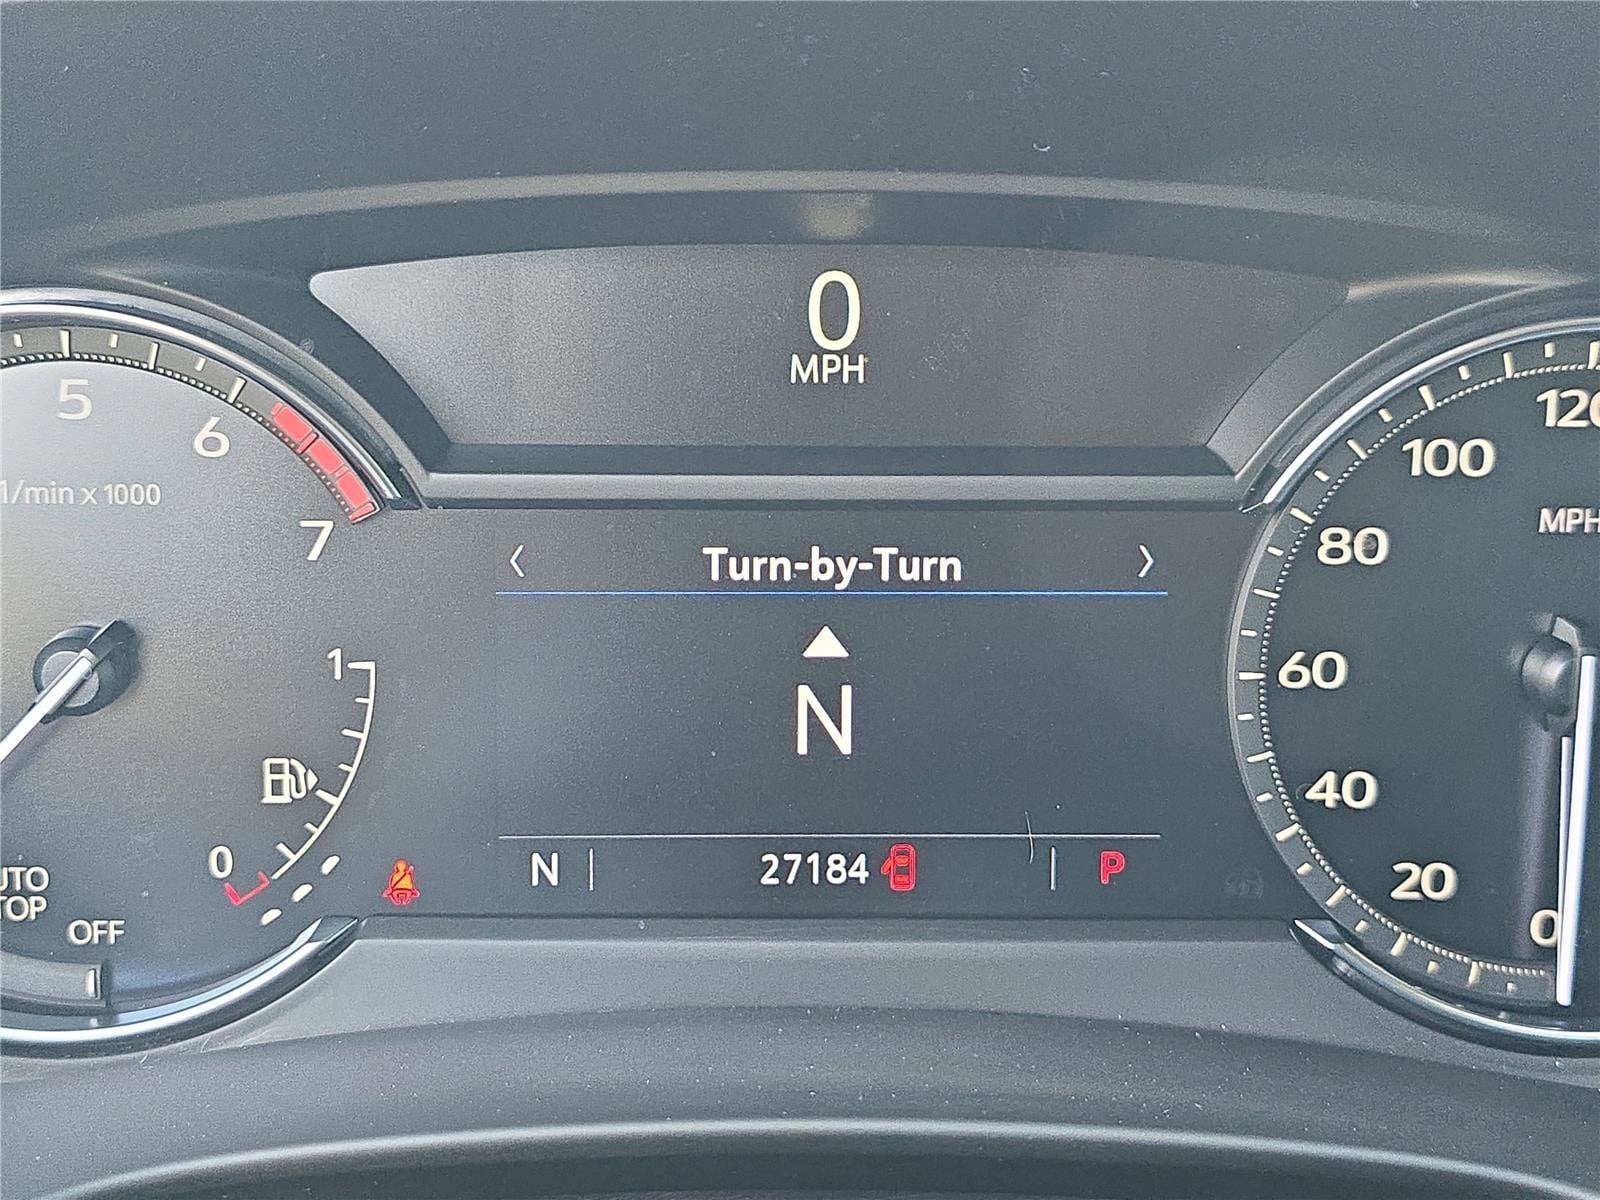 0
MPH
5
6
7
1/min x 1000
120
100
80
60
40
20
0
MPH
Turn-by-Turn
N
1
0
AUTO
STOP
OFF
N
27184
P